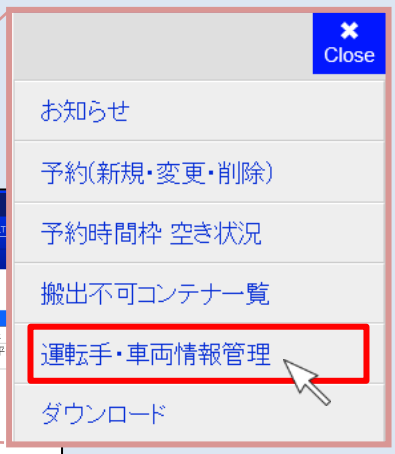 ✖
Close
お知らせ
予約(新規・変更・削除)
予約時間枠 空き状況
搬出不可コンテナ一覧
運転手・車両情報管理
ダウンロード